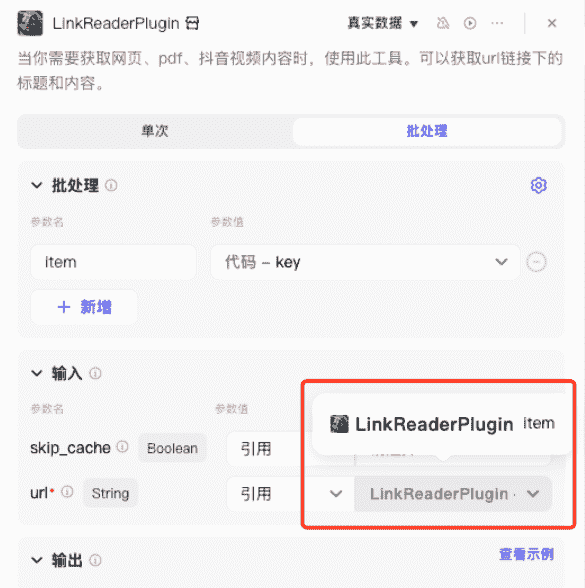 LinkReaderPlugin 真实数据
当你需要获取网页、pdf、抖音视频内容时，使用此工具。可以获取url链接下的
标题和内容。
单次 批处理
批处理
参数名 参数值
item 代码 – key
+ 新增
输入
参数名 参数值
LinkReaderPlugin item
skip_cache Boolean 引用
url* String 引用 LinkReaderPlugin
输出 查看示例